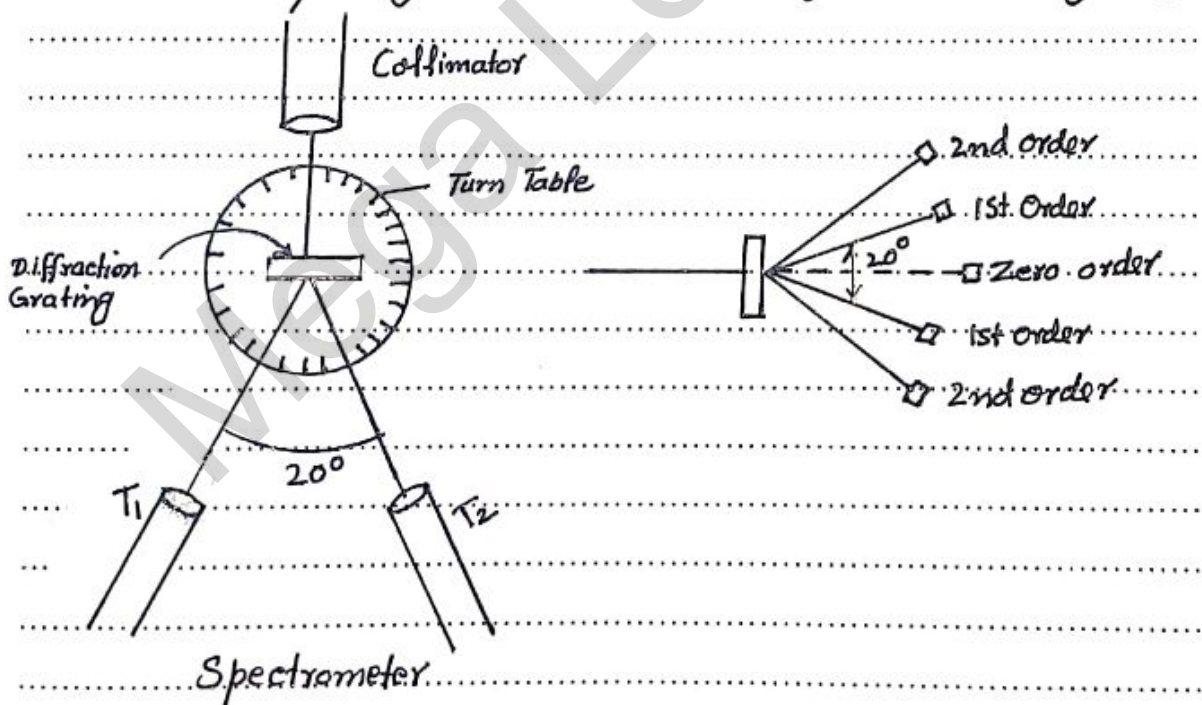 Collimator
Turn Table
Diffraction
Grating
20°
T1
T2
Spectrometer
2nd order
1st Order
20°
Zero order
1st order
2nd order
Mega